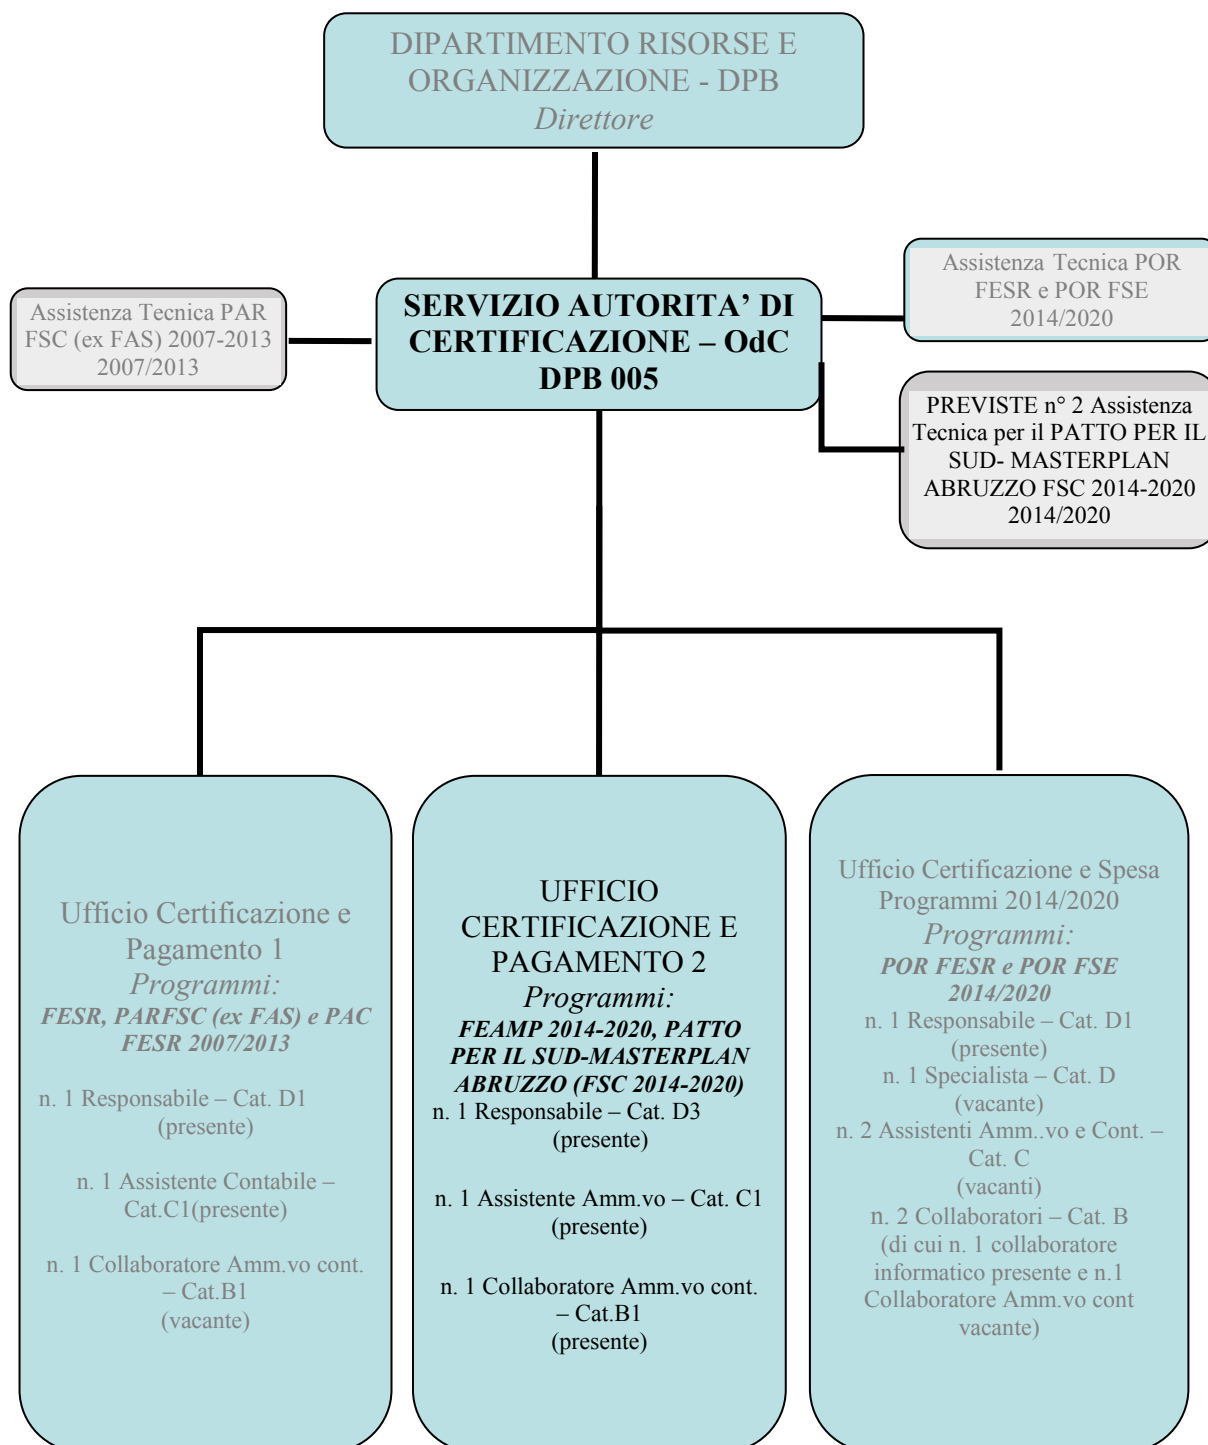 DIPARTIMENTO RISORSE E
ORGANIZZAZIONE - DPB
Direttore
Assistenza Tecnica POR
FESR e POR FSE
2014/2020
Assistenza Tecnica PAR
FSC (ex FAS) 2007-2013
2007/2013
SERVIZIO AUTORITA’ DI
CERTIFICAZIONE – OdC
DPB 005
PREVISTE n° 2 Assistenza
Tecnica per il PATTO PER IL
SUD- MASTERPLAN
ABRUZZO FSC 2014-2020
2014/2020
Ufficio Certificazione e
Pagamento 1
Programmi:
FESR, PARFSC (ex FAS) e PAC
FESR 2007/2013
n. 1 Responsabile – Cat. D1
(presente)
n. 1 Assistente Contabile –
Cat.C1(presente)
n. 1 Collaboratore Amm.vo cont.
– Cat.B1
(vacante)
UFFICIO
CERTIFICAZIONE E
PAGAMENTO 2
Programmi:
FEAMP 2014-2020, PATTO
PER IL SUD-MASTERPLAN
ABRUZZO (FSC 2014-2020)
n. 1 Responsabile – Cat. D3
(presente)
n. 1 Assistente Amm.vo – Cat. C1
(presente)
n. 1 Collaboratore Amm.vo cont.
– Cat.B1
(presente)
Ufficio Certificazione e Spesa
Programmi 2014/2020
Programmi:
POR FESR e POR FSE
2014/2020
n. 1 Responsabile – Cat. D1
(presente)
n. 1 Specialista – Cat. D
(vacante)
n. 2 Assistenti Amm..vo e Cont. –
Cat. C
(vacanti)
n. 2 Collaboratori – Cat. B
(di cui n. 1 collaboratore
informatico presente e n.1
Collaboratore Amm.vo cont
vacante)